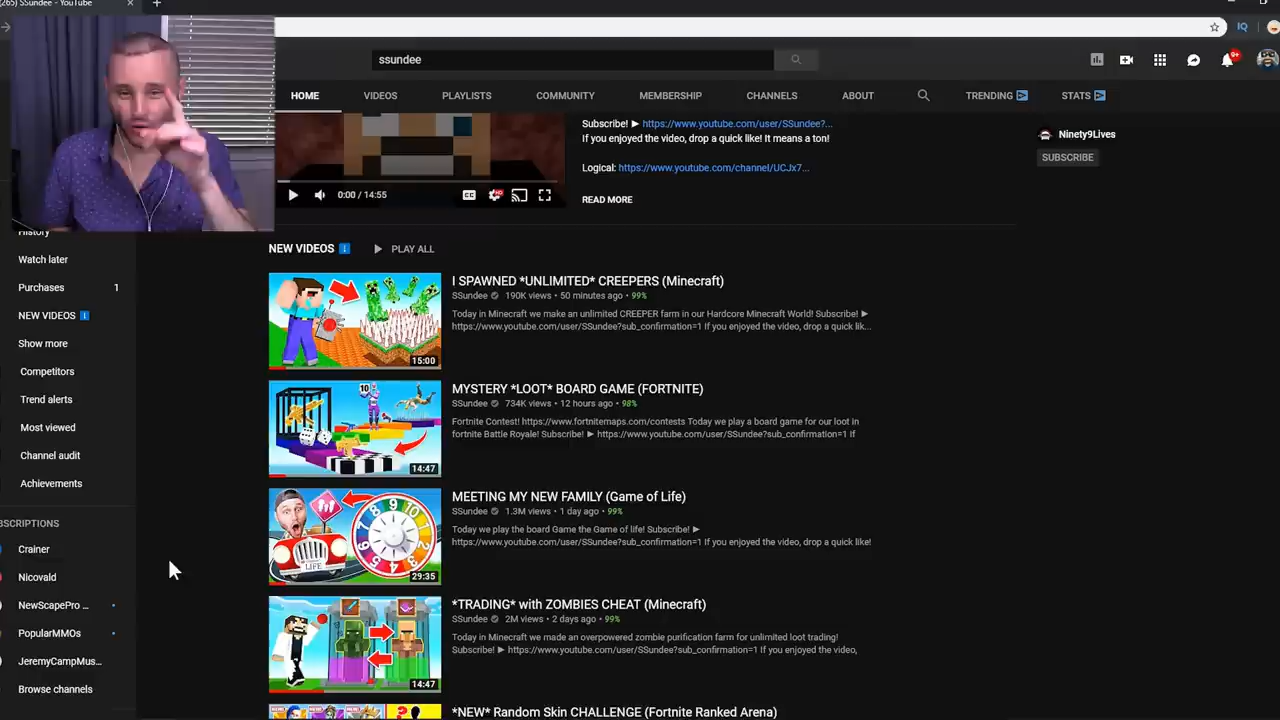 (265) SSundee - YouTube
ssundee
HOME VIDEOS PLAYLISTS COMMUNITY MEMBERSHIP CHANNELS ABOUT TRENDING STATS
Subscribe! ► https://www.youtube.com/user/SSundee?...
If you enjoyed the video, drop a quick like! It means a ton!
Logical: https://www.youtube.com/channel/UCJx7...
READ MORE
0:00 / 14:55
Ninety9Lives
SUBSCRIBE
History
Watch later
Purchases 1
NEW VIDEOS
Show more
Competitors
Trend alerts
Most viewed
Channel audit
Achievements
BSCRIPTIONS
Crainer
Nicovald
NewScapePro ...
PopularMMOs
JeremyCampMus...
Browse channels
NEW VIDEOS PLAY ALL
I SPAWNED *UNLIMITED* CREEPERS (Minecraft)
SSundee 190K views • 50 minutes ago • 99%
Today in Minecraft we make an unlimited CREEPER farm in our Hardcore Minecraft World! Subscribe! ►
https://www.youtube.com/user/SSundee?sub_confirmation=1 If you enjoyed the video, drop a quick lik...
15:00
MYSTERY *LOOT* BOARD GAME (FORTNITE)
SSundee 734K views • 12 hours ago • 98%
Fortnite Contest! https://www.fortnitemaps.com/contests Today we play a board game for our loot in
fortnite Battle Royale! Subscribe! ► https://www.youtube.com/user/SSundee?sub_confirmation=1 If
10
14:47
MEETING MY NEW FAMILY (Game of Life)
SSundee 1.3M views • 1 day ago • 99%
Today we play the board Game the Game of life! Subscribe! ►
https://www.youtube.com/user/SSundee?sub_confirmation=1 If you enjoyed the video, drop a quick like!
LIFE
29:35
*TRADING* with ZOMBIES CHEAT (Minecraft)
SSundee 2M views • 2 days ago • 99%
Today in Minecraft we made an overpowered zombie purification farm for unlimited loot trading!
Subscribe! ► https://www.youtube.com/user/SSundee?sub_confirmation=1 If you enjoyed the video,
14:47
*NEW* Random Skin CHALLENGE (Fortnite Ranked Arena)